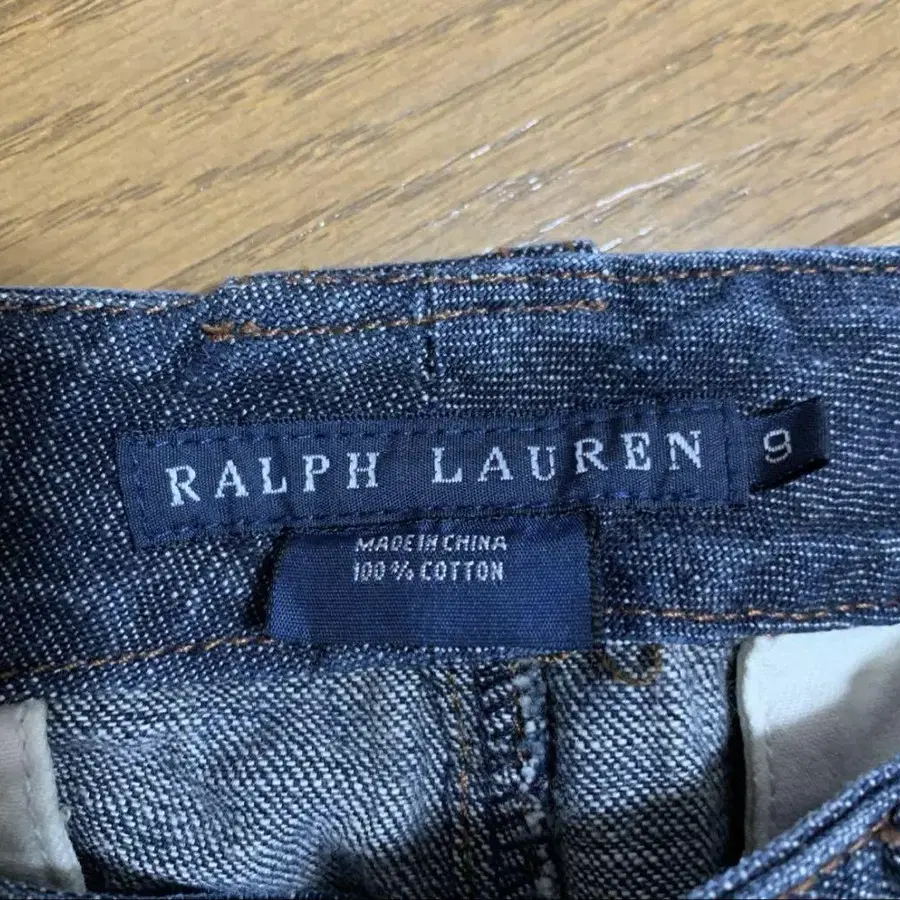 RALPH LAUREN
9
MADE IN CHINA
100% COTTON